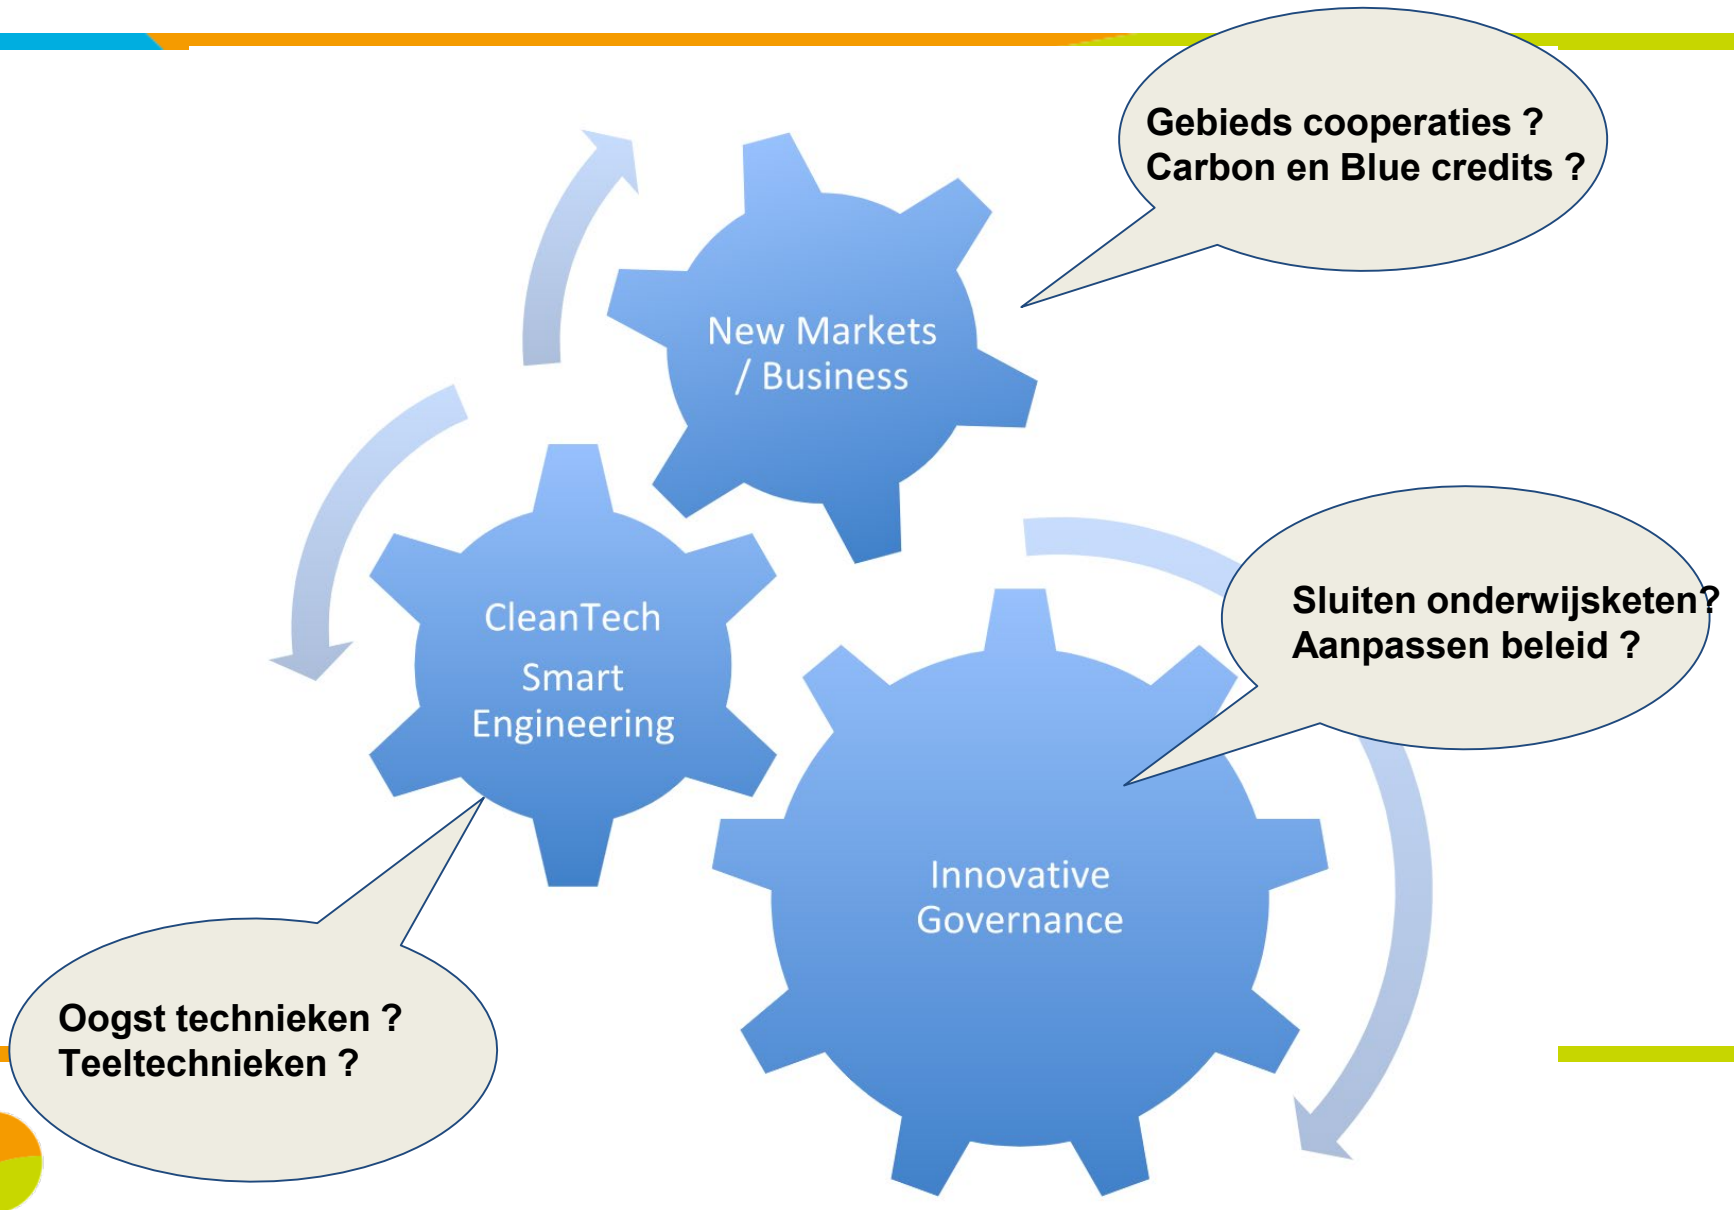 Gebieds cooperaties ?
Carbon en Blue credits ?
New Markets
/ Business
Sluiten onderwijsketen?
Aanpassen beleid ?
CleanTech
Smart
Engineering
Innovative
Governance
Oogst technieken ?
Teeltechnieken ?